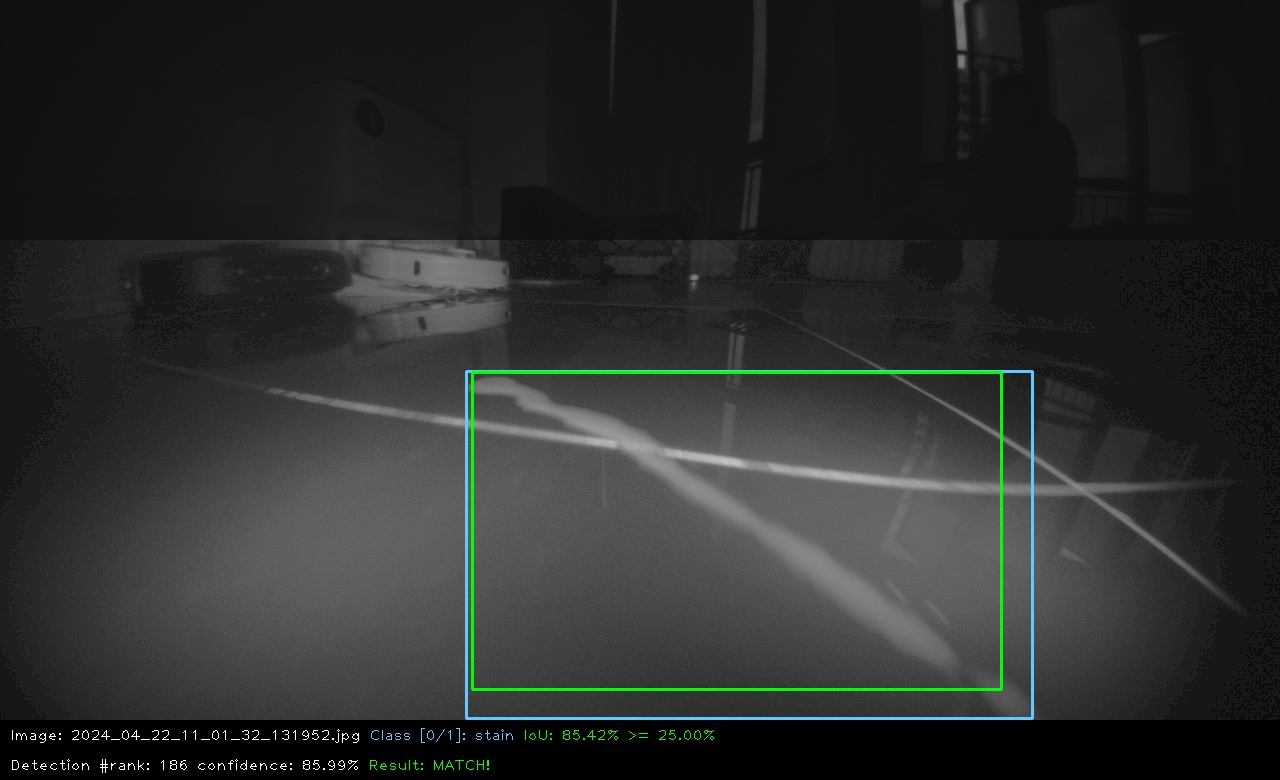 Image: 2024_04_22_11_01_32_131952.jpg Class [0/1]: stain IoU: 85.42% >= 25.00%
Detection #rank: 186 confidence: 85.99% Result: MATCH!